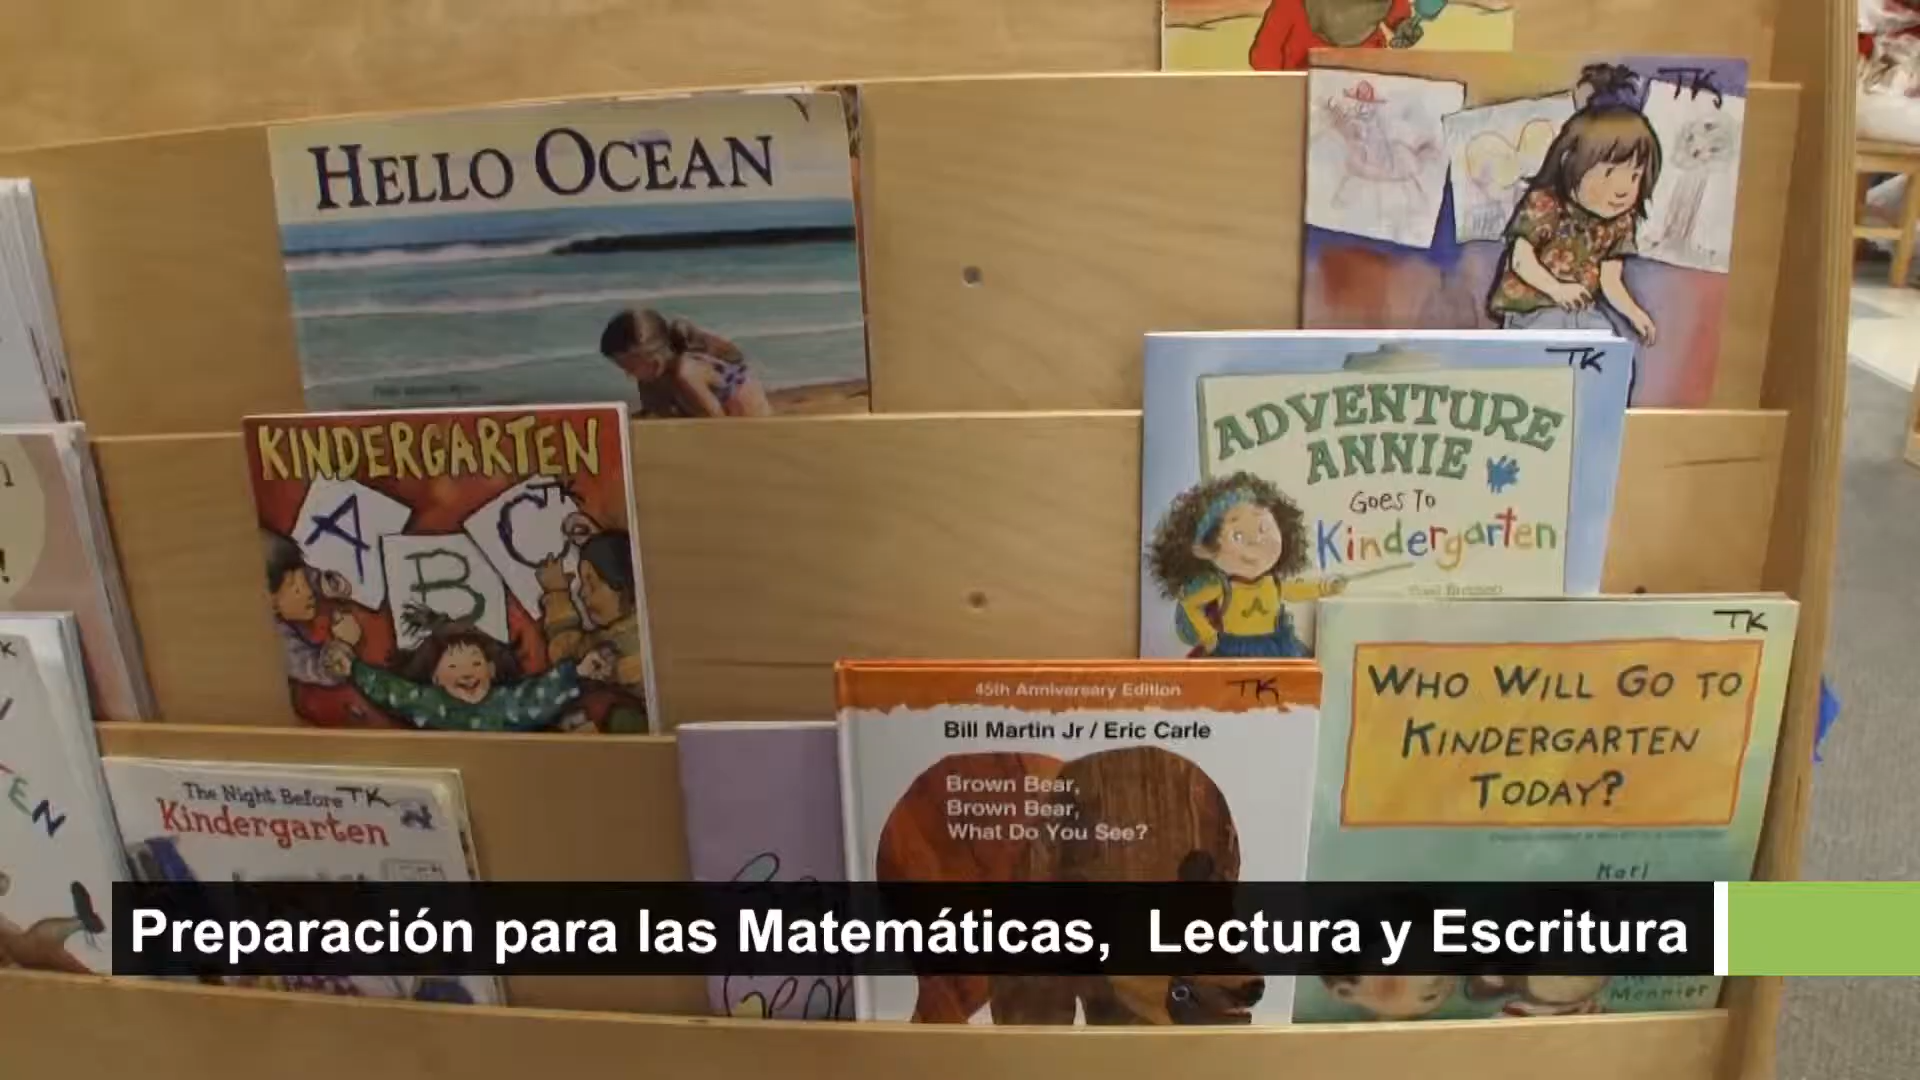 HELLO OCEAN
TK
KINDERGARTEN
TK
A
B
C
TK
ADVENTURE
ANNIE
GOES TO
Kindergarten
TK
WHO WILL GO TO
KINDERGARTEN
TODAY?
Karl
45th Anniversary Edition
TK
Bill Martin Jr / Eric Carle
Brown Bear,
Brown Bear,
What Do You See?
The Night Before
TK
Kindergarten
Preparación para las Matemáticas, Lectura y Escritura